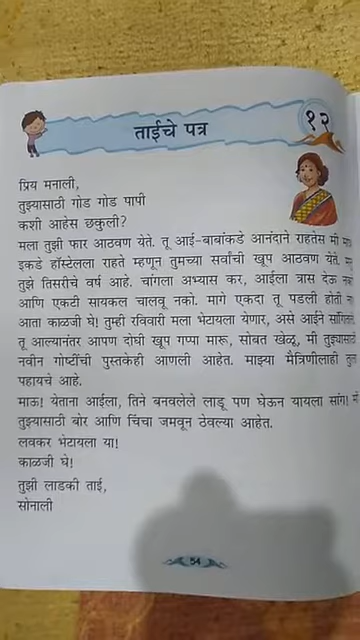 ताईचे पत्र
१२
प्रिय मनाली,
तुझ्यासाठी गोड गोड पापी
कशी आहेस छकुली?
मला तुझी फार आठवण येते. तू आई-बाबांकडे आनंदाने राहतेस मी
इकडे हॉस्टेलला राहते म्हणून तुमच्या सर्वांची खूप आठवण येते.
तुझे तिसरीचे वर्ष आहे. चांगला अभ्यास कर, आईला त्रास देऊ
आणि एकटी सायकल चालवू नको. मागे एकदा तू पडली होती
आता काळजी घे! तुम्ही रविवारी मला भेटायला येणार, असे आईने
तू आल्यानंतर आपण दोघी खूप गप्पा मारू, सोबत खेळू, मी तुझ्यासाठी
नवीन गोष्टींची पुस्तकेही आणली आहेत. माझ्या मैत्रिणीलाही
पहायचे आहे.
माऊ! येताना आईला, तिने बनवलेले लाडू पण घेऊन यायला सांग! मी
तुझ्यासाठी बोर आणि चिंचा जमवून ठेवल्या आहेत.
लवकर भेटायला या!
काळजी घे!
तुझी लाडकी ताई,
सोनाली
54